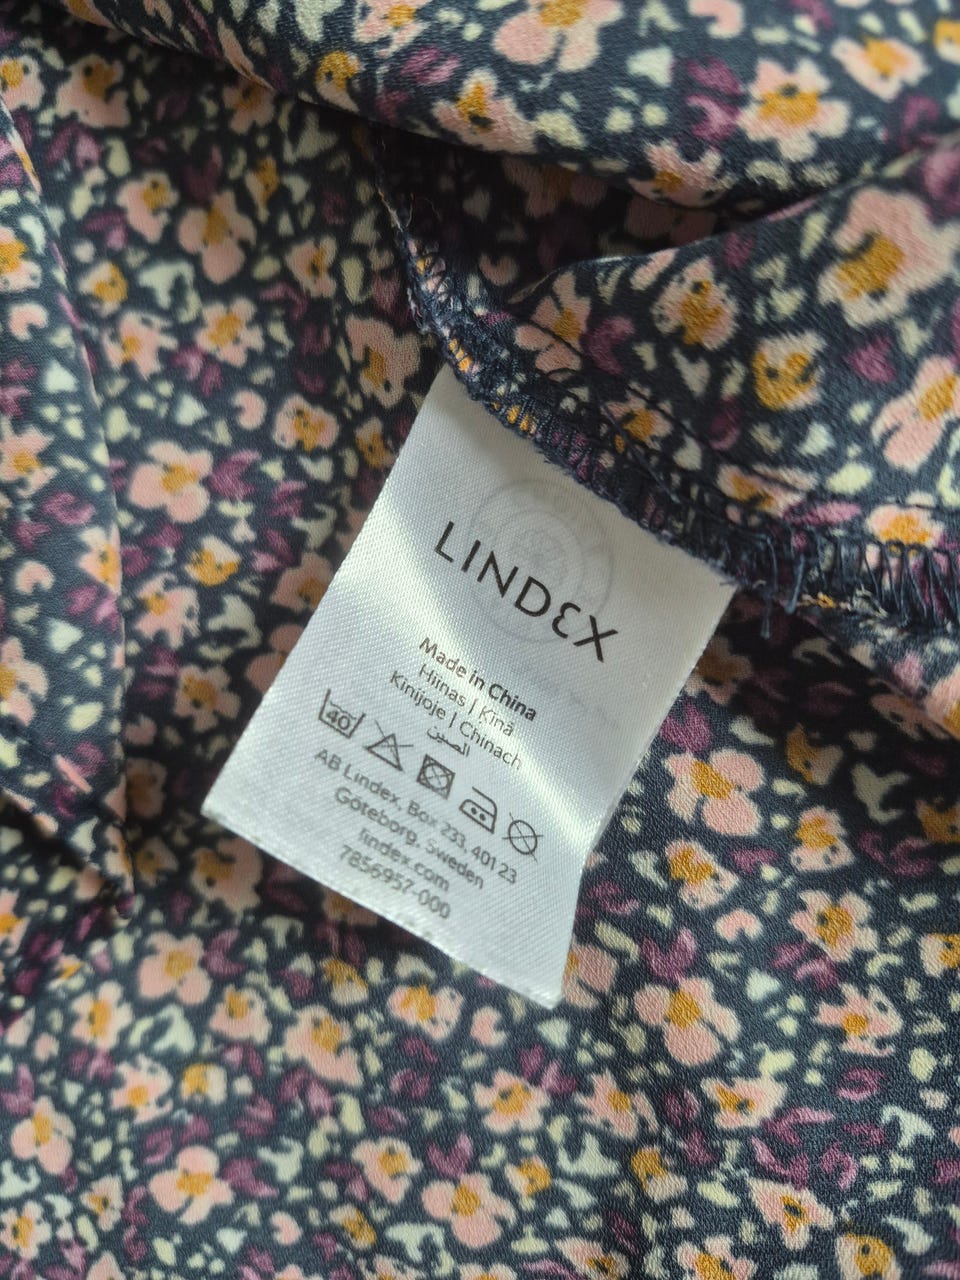 LINDEX
Made in China
Hiinas | Ķīnā
Kinijoje | Chinach
الصين
40
AB Lindex, Box 233, 401 23
Göteborg, Sweden
lindex.com
7856957-000